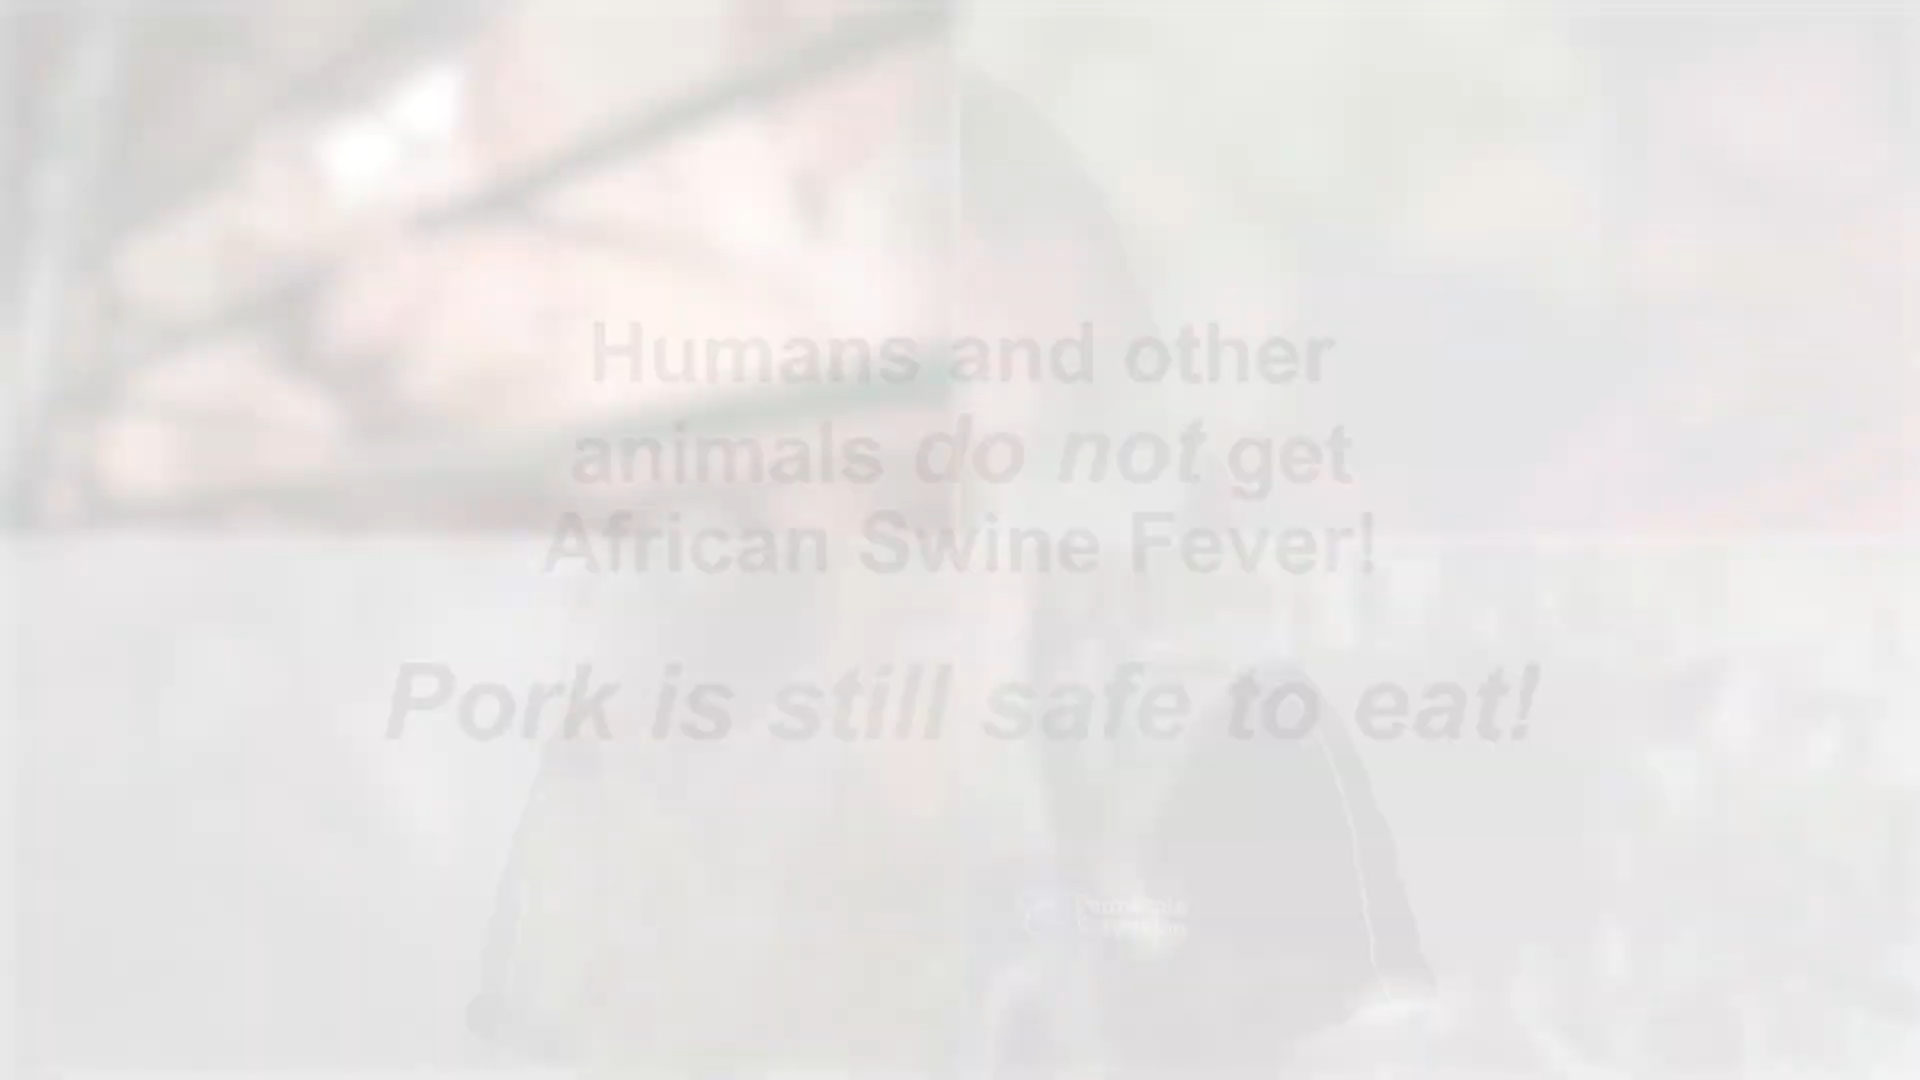 Humans and other
animals do not get
African Swine Fever!
Pork is still safe to eat!